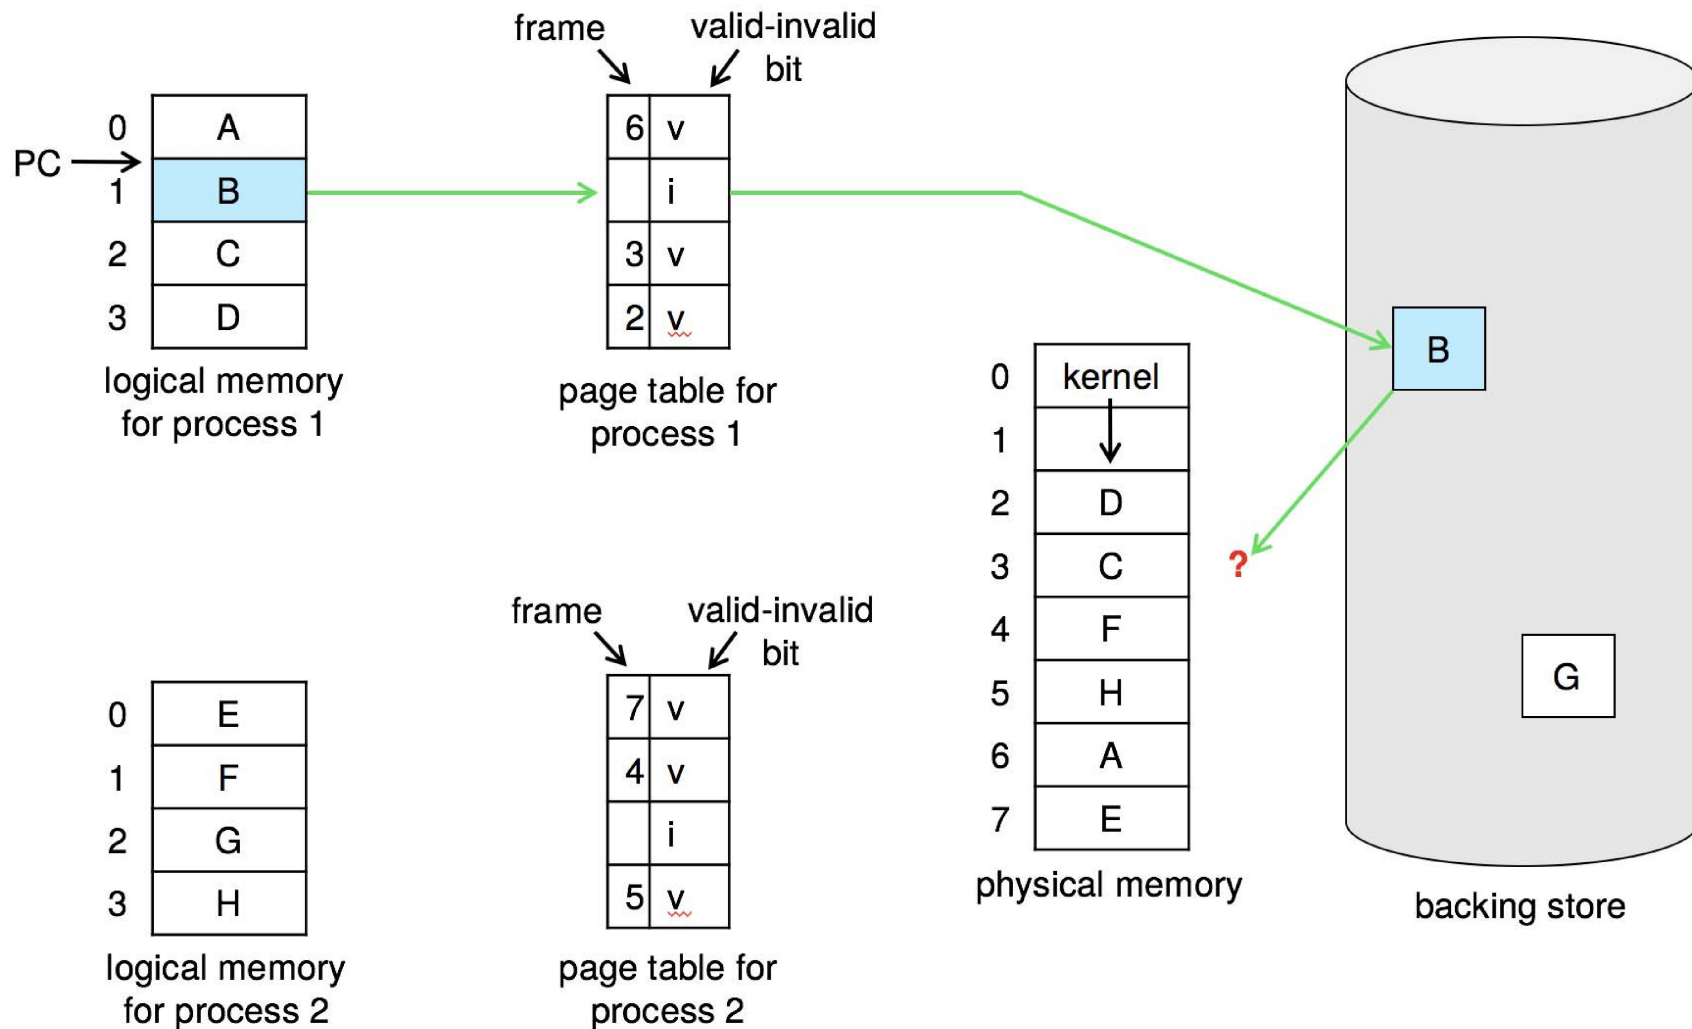 frame
valid-invalid
bit
0 A
PC
1 B
2 C
3 D
logical memory
for process 1
6 v
i
3 v
2 v
page table for
process 1
0 kernel
1
2 D
3 C
4 F
5 H
6 A
7 E
physical memory
?
B
G
backing store
0 E
1 F
2 G
3 H
logical memory
for process 2
frame
valid-invalid
bit
7 v
4 v
i
5 v
page table for
process 2